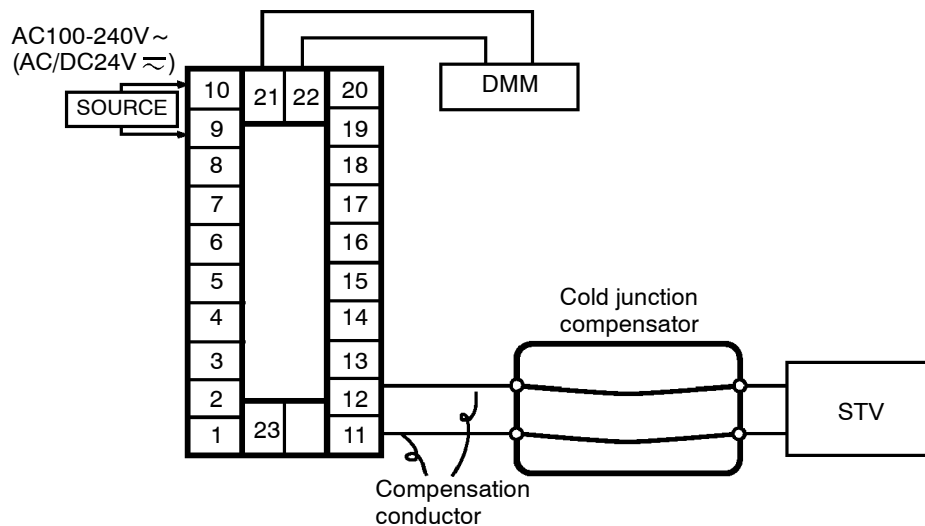 AC100-240V ~
(AC/DC24V ⎓)
SOURCE
10
9
8
7
6
5
4
3
2
1
21 22
23
20
19
18
17
16
15
14
13
12
11
DMM
Cold junction
compensator
STV
Compensation
conductor